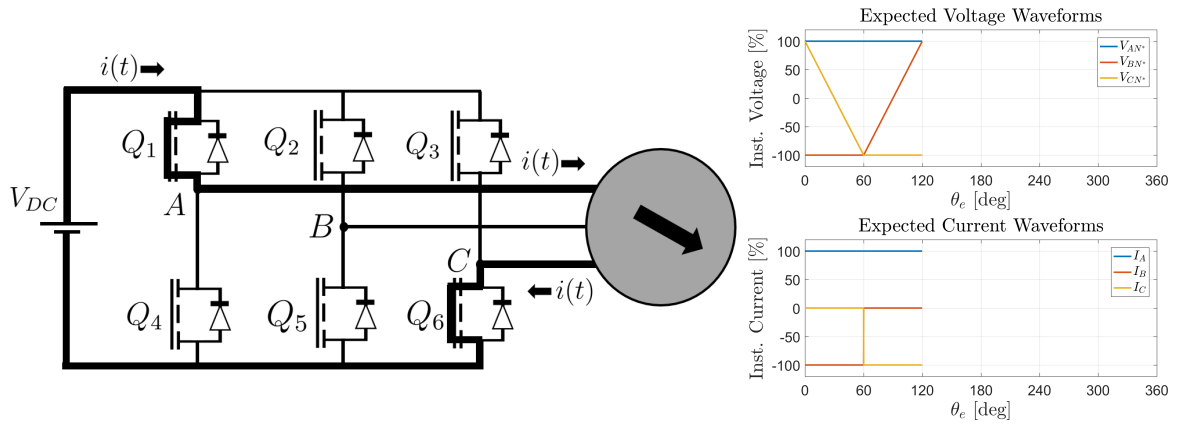 i(t)
Q1
Q2
Q3
i(t)
VDC
A
B
C
i(t)
Q4
Q5
Q6
Expected Voltage Waveforms
Inst. Voltage [%]
100
50
0
-50
-100
VAN*
VBN*
VCN*
0 60 120 180 240 300 360
θe [deg]
Expected Current Waveforms
Inst. Current [%]
100
50
0
-50
-100
IA
IB
IC
0 60 120 180 240 300 360
θe [deg]